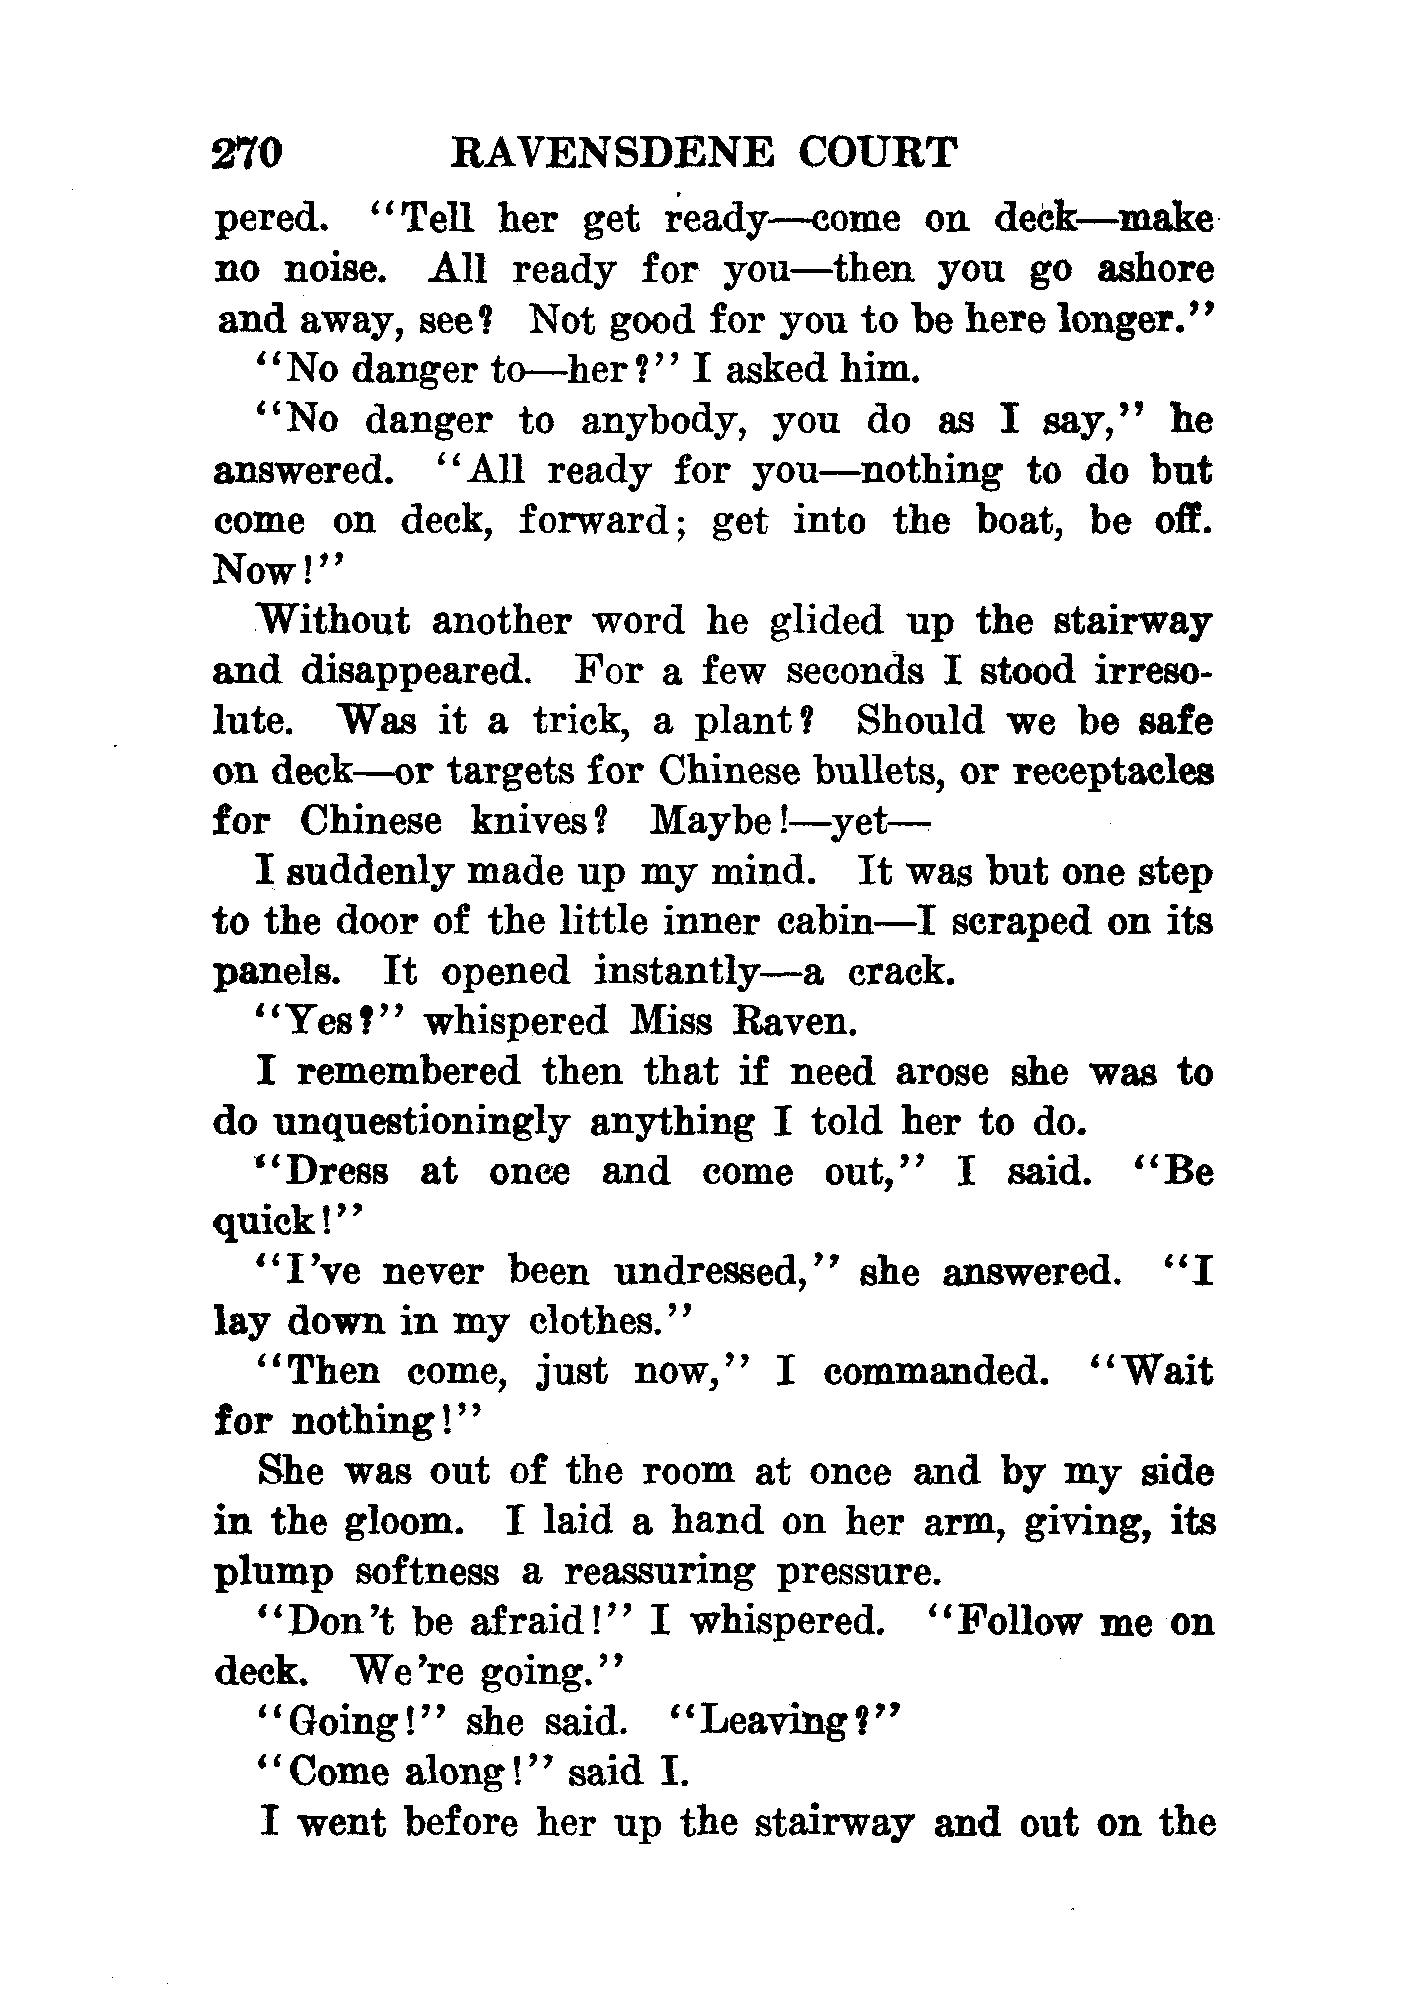 270 RAVENSDENE COURT
pered. "Tell her get ready—come on deck—make
no noise. All ready for you—then you go ashore
and away, see? Not good for you to be here longer."
"No danger to—her?" I asked him.
"No danger to anybody, you do as I say," he
answered. "All ready for you—nothing to do but
come on deck, forward; get into the boat, be off.
Now!"
Without another word he glided up the stairway
and disappeared. For a few seconds I stood irreso-
lute. Was it a trick, a plant? Should we be safe
on deck—or targets for Chinese bullets, or receptacles
for Chinese knives? Maybe!—yet—
I suddenly made up my mind. It was but one step
to the door of the little inner cabin—I scraped on its
panels. It opened instantly—a crack.
"Yes?" whispered Miss Raven.
I remembered then that if need arose she was to
do unquestioningly anything I told her to do.
"Dress at once and come out," I said. "Be
quick!"
"I've never been undressed," she answered. "I
lay down in my clothes."
"Then come, just now," I commanded. "Wait
for nothing!"
She was out of the room at once and by my side
in the gloom. I laid a hand on her arm, giving, its
plump softness a reassuring pressure.
"Don't be afraid!" I whispered. "Follow me on
deck. We're going."
"Going!" she said. "Leaving?"
"Come along!" said I.
I went before her up the stairway and out on the